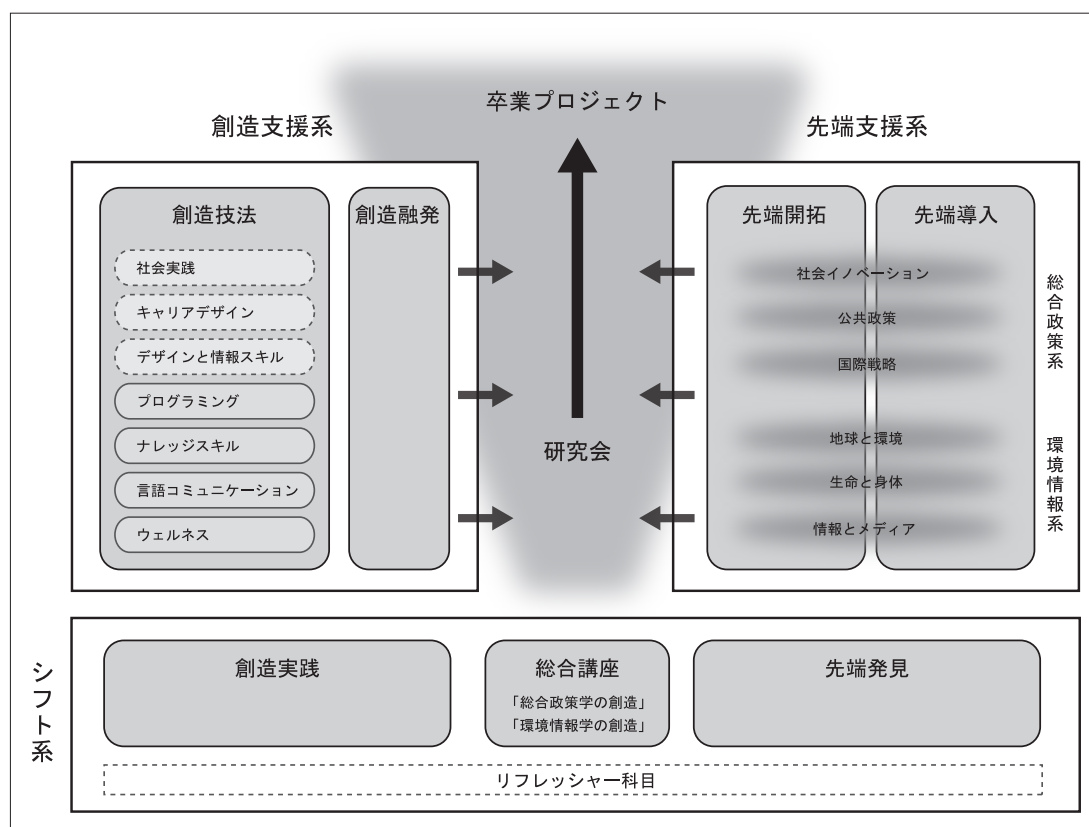 卒業プロジェクト
創造支援系
先端支援系
創造技法
創造融発
社会実践
キャリアデザイン
デザインと情報スキル
プログラミング
ナレッジスキル
言語コミュニケーション
ウェルネス
研究会
先端開拓
先端導入
社会イノベーション
公共政策
国際戦略
地球と環境
生命と身体
情報とメディア
総合政策系
環境情報系
シフト系
創造実践
総合講座
「総合政策学の創造」
「環境情報学の創造」
先端発見
リフレッシャー科目